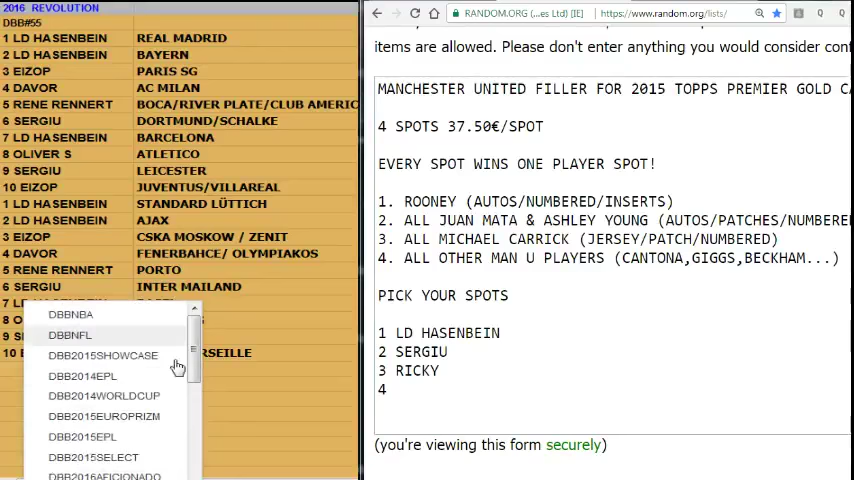 2016 REVOLUTION
DBB#55
1 LD HASENBEIN REAL MADRID
2 LD HASENBEIN BAYERN
3 EIZOP PARIS SG
4 DAVOR AC MILAN
5 RENE RENNERT BOCA/RIVER PLATE/CLUB AMERIC
6 SERGIU DORTMUND/SCHALKE
7 LD HASENBEIN BARCELONA
8 OLIVER S ATLETICO
9 SERGIU LEICESTER
10 EIZOP JUVENTUS/VILLAREAL
1 LD HASENBEIN STANDARD LÜTTICH
2 LD HASENBEIN AJAX
3 EIZOP CSKA MOSKOW / ZENIT
4 DAVOR FENERBAHCE/ OLYMPIAKOS
5 RENE RENNERT PORTO
6 SERGIU INTER MAILAND
7
8
9
10 RSEILLE
DBBNBA
DBBNFL
DBB2015SHOWCASE
DBB2014EPL
DBB2014WORLDCUP
DBB2015EUROPRIZM
DBB2015EPL
DBB2015SELECT
DBB2016AFICIONADO
RANDOM.ORG (...es Ltd) [IE] https://www.random.org/lists/
items are allowed. Please don't enter anything you would consider conf
MANCHESTER UNITED FILLER FOR 2015 TOPPS PREMIER GOLD CA
4 SPOTS 37.50€/SPOT
EVERY SPOT WINS ONE PLAYER SPOT!
1. ROONEY (AUTOS/NUMBERED/INSERTS)
2. ALL JUAN MATA & ASHLEY YOUNG (AUTOS/PATCHES/NUMBERE
3. ALL MICHAEL CARRICK (JERSEY/PATCH/NUMBERED)
4. ALL OTHER MAN U PLAYERS (CANTONA,GIGGS,BECKHAM...)
PICK YOUR SPOTS
1 LD HASENBEIN
2 SERGIU
3 RICKY
4
(you're viewing this form securely)